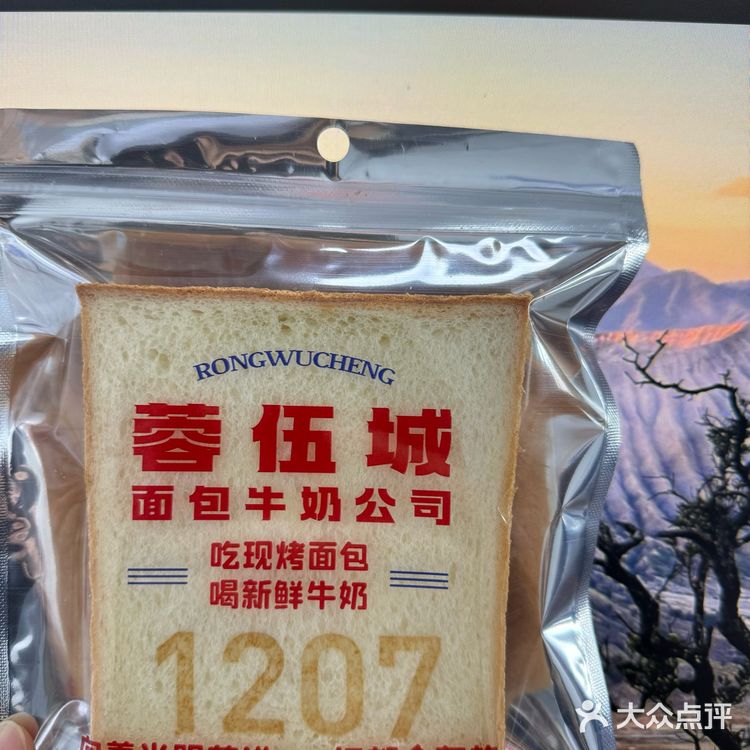 RONGWUCHENG
蓉伍城
面包牛奶公司
吃现烤面包
喝新鲜牛奶
1207
大众点评